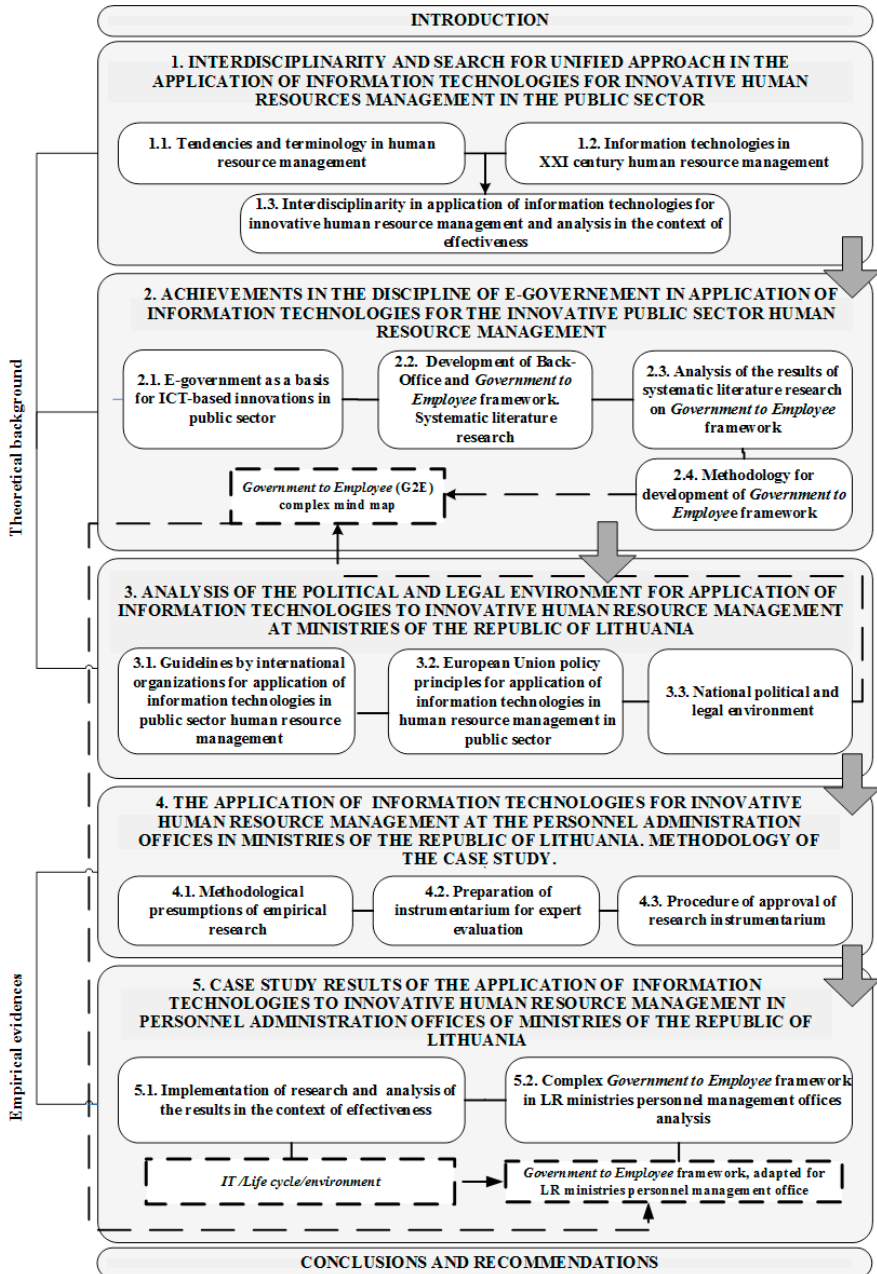 INTRODUCTION
1. INTERDISCIPLINARITY AND SEARCH FOR UNIFIED APPROACH IN THE
APPLICATION OF INFORMATION TECHNOLOGIES FOR INNOVATIVE HUMAN
RESOURCES MANAGEMENT IN THE PUBLIC SECTOR
1.1. Tendencies and terminology in human
resource management
1.2. Information technologies in
XXI century human resource management
1.3. Interdisciplinarity in application of information technologies for
innovative human resource management and analysis in the context of
effectiveness
2. ACHIEVEMENTS IN THE DISCIPLINE OF E-GOVERNEMENT IN APPLICATION OF
INFORMATION TECHNOLOGIES FOR THE INNOVATIVE PUBLIC SECTOR HUMAN
RESOURCE MANAGEMENT
2.1. E-government as a basis
for ICT-based innovations in
public sector
2.2. Development of Back-
Office and Government to
Employee framework.
Systematic literature
research
2.3. Analysis of the results of
systematic literature research
on Government to Employee
framework
2.4. Methodology for
development of Government to
Employee framework
Government to Employee (G2E)
complex mind map
Theoretical background
3. ANALYSIS OF THE POLITICAL AND LEGAL ENVIRONMENT FOR APPLICATION OF
INFORMATION TECHNOLOGIES TO INNOVATIVE HUMAN RESOURCE MANAGEMENT
AT MINISTRIES OF THE REPUBLIC OF LITHUANIA
3.1. Guidelines by international
organizations for application of
information technologies in
public sector human resource
management
3.2. European Union policy
principles for application of
information technologies in
human resource management in
public sector
3.3. National political and
legal environment
4. THE APPLICATION OF INFORMATION TECHNOLOGIES FOR INNOVATIVE
HUMAN RESOURCE MANAGEMENT AT THE PERSONNEL ADMINISTRATION
OFFICES IN MINISTRIES OF THE REPUBLIC OF LITHUANIA. METHODOLOGY OF
THE CASE STUDY.
4.1. Methodological
presumptions of empirical
research
4.2. Preparation of
instrumentarium for expert
evaluation
4.3. Procedure of approval of
research instrumentarium
Empirical evidences
5. CASE STUDY RESULTS OF THE APPLICATION OF INFORMATION
TECHNOLOGIES TO INNOVATIVE HUMAN RESOURCE MANAGEMENT IN
PERSONNEL ADMINISTRATION OFFICES OF MINISTRIES OF THE REPUBLIC OF
LITHUANIA
5.1. Implementation of research and analysis of
the results in the context of effectiveness
5.2. Complex Government to Employee framework
in LR ministries personnel management offices
analysis
IT /Life cycle/environment
Government to Employee framework, adapted for
LR ministries personnel management office
CONCLUSIONS AND RECOMMENDATIONS